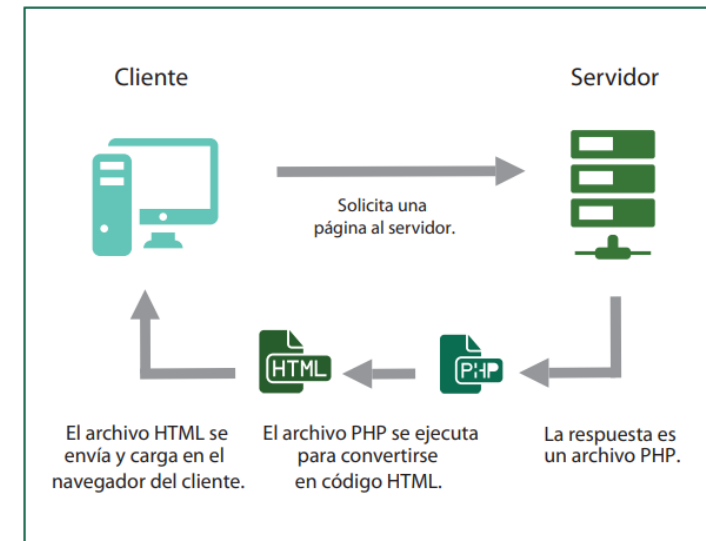 Cliente
Servidor
Solicita una
página al servidor.
HTML
PHP
El archivo HTML se
envía y carga en el
navegador del cliente.
El archivo PHP se ejecuta
para convertirse
en código HTML.
La respuesta es
un archivo PHP.